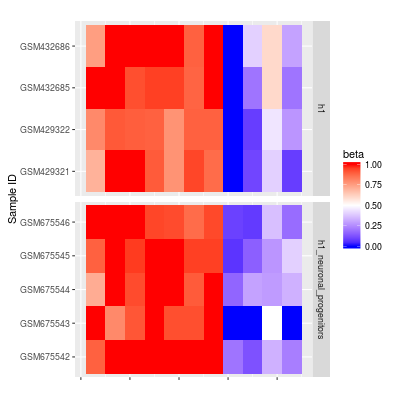 GSM432686
GSM432685
GSM429322
GSM429321
h1
GSM675546
GSM675545
GSM675544
GSM675543
GSM675542
h1_neuronal_progenitors
Sample ID
beta
1.00
0.75
0.50
0.25
0.00